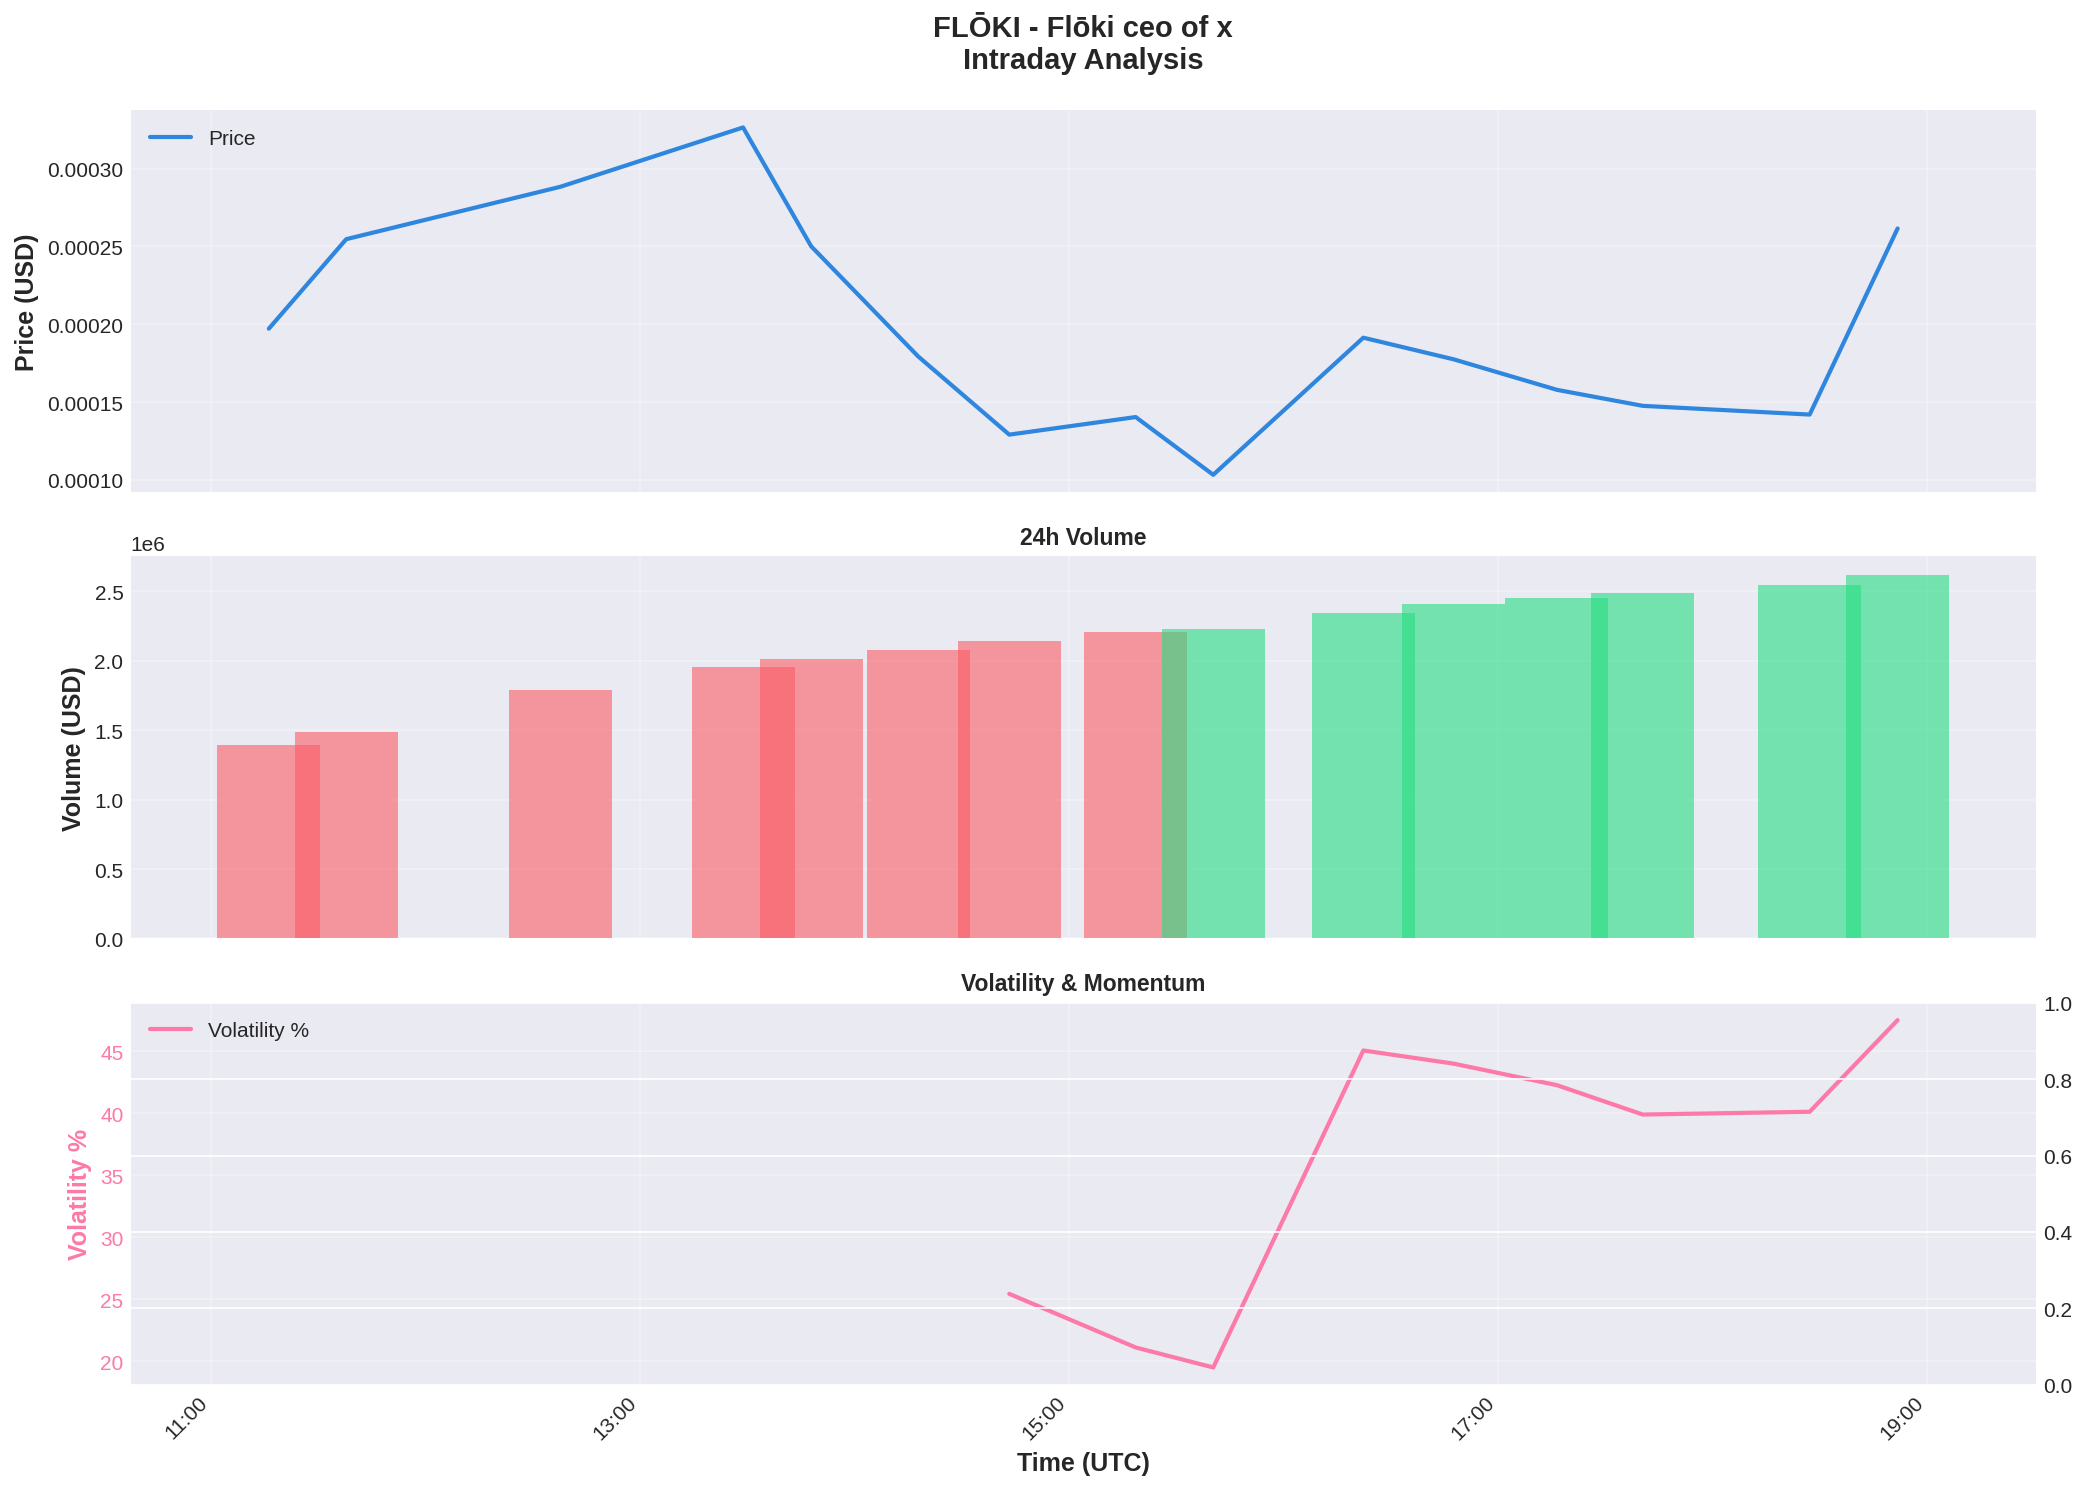 FLŌKI - Flōki ceo of x
Intraday Analysis
Price
Price (USD)
0.00030
0.00025
0.00020
0.00015
0.00010
24h Volume
1e6
Volume (USD)
2.5
2.0
1.5
1.0
0.5
0.0
Volatility & Momentum
Volatility %
Volatility %
45
40
35
30
25
20
1.0
0.8
0.6
0.4
0.2
0.0
11:00
13:00
15:00
17:00
19:00
Time (UTC)